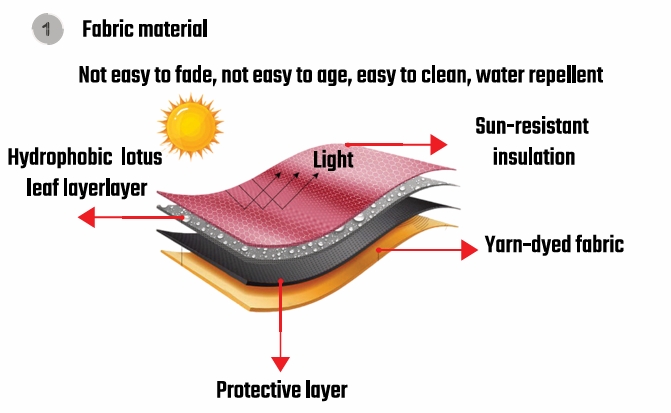 1 Fabric material
Not easy to fade, not easy to age, easy to clean, water repellent
Sun-resistant
insulation
Light
Hydrophobic lotus
leaf layerlayer
Yarn-dyed fabric
Protective layer